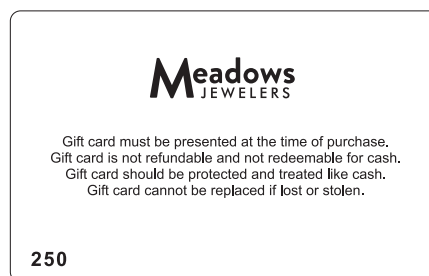 Meadows
JEWELERS
Gift card must be presented at the time of purchase.
Gift card is not refundable and not redeemable for cash.
Gift card should be protected and treated like cash.
Gift card cannot be replaced if lost or stolen.
250